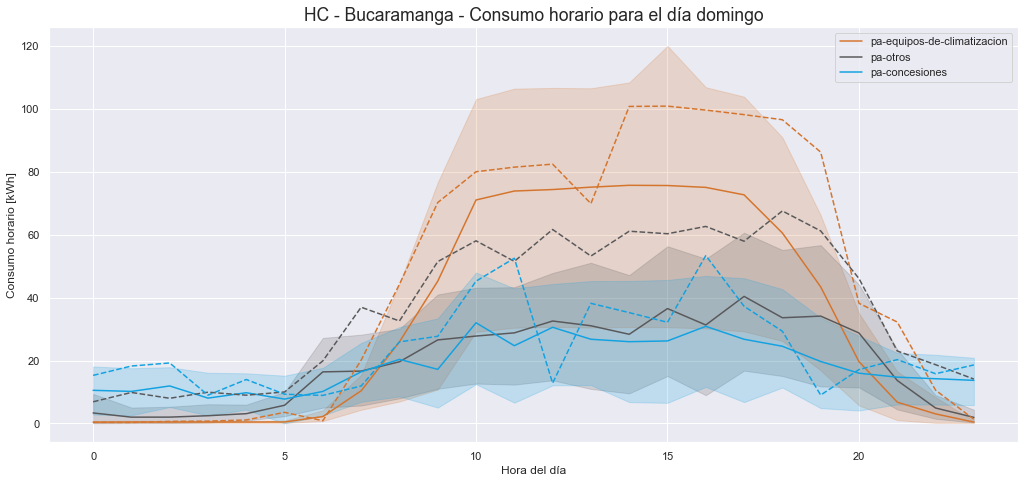 HC - Bucaramanga - Consumo horario para el día domingo
pa-equipos-de-climatizacion
pa-otros
pa-concesiones
Consumo horario [kWh]
120
100
80
60
40
20
0
0 5 10 15 20
Hora del día